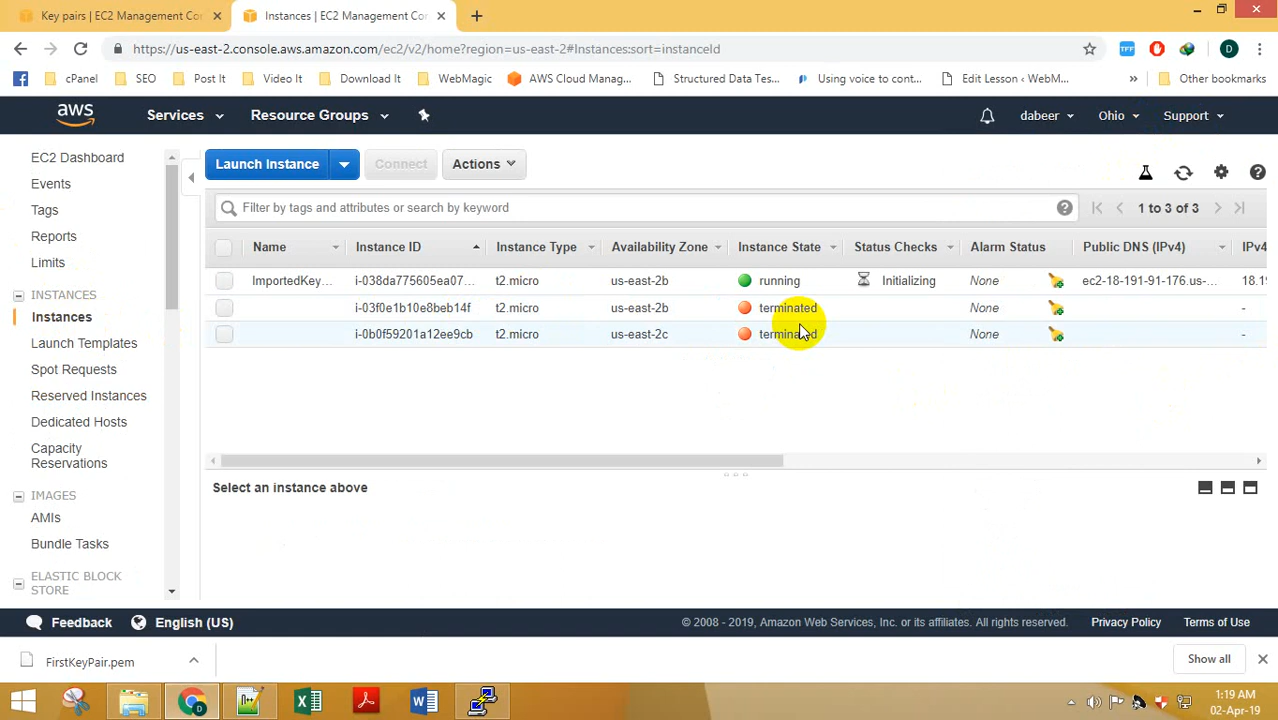 Key pairs | EC2 Management Con
Instances | EC2 Management Con
https://us-east-2.console.aws.amazon.com/ec2/v2/home?region=us-east-2#Instances:sort=instanceId
TFF
D
cPanel
SEO
Post It
Video It
Download It
WebMagic
AWS Cloud Manag...
Structured Data Tes...
Using voice to cont...
Edit Lesson ‹ WebM...
»
Other bookmarks
aws
Services
Resource Groups
dabeer
Ohio
Support
EC2 Dashboard
Events
Tags
Reports
Limits
INSTANCES
Instances
Launch Templates
Spot Requests
Reserved Instances
Dedicated Hosts
Capacity
Reservations
IMAGES
AMIs
Bundle Tasks
ELASTIC BLOCK
STORE
Launch Instance
Connect
Actions
Filter by tags and attributes or search by keyword
1 to 3 of 3
Name
Instance ID
Instance Type
Availability Zone
Instance State
Status Checks
Alarm Status
Public DNS (IPv4)
IPv4
ImportedKey... i-038da775605ea07... t2.micro us-east-2b running Initializing None ec2-18-191-91-176.us-... 18.19
i-03f0e1b10e8beb14f t2.micro us-east-2b terminated None -
i-0b0f59201a12ee9cb t2.micro us-east-2c terminated None -
Select an instance above
Feedback
English (US)
© 2008 - 2019, Amazon Web Services, Inc. or its affiliates. All rights reserved.
Privacy Policy
Terms of Use
FirstKeyPair.pem
Show all
1:19 AM
02-Apr-19